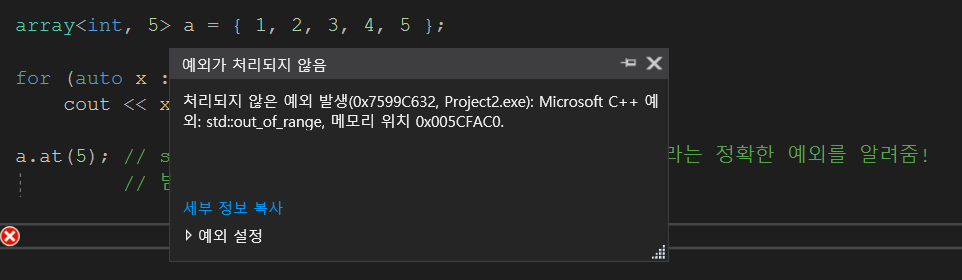 array<int, 5> a = { 1, 2, 3, 4, 5 };
for (auto x :
예외가 처리되지 않음
cout << x
처리되지 않은 예외 발생(0x7599C632, Project2.exe): Microsoft C++ 예
외: std::out_of_range, 메모리 위치 0x005CFAC0.
a.at(5); // s 라는 정확한 예외를 알려줌!
//
세부 정보 복사
예외 설정